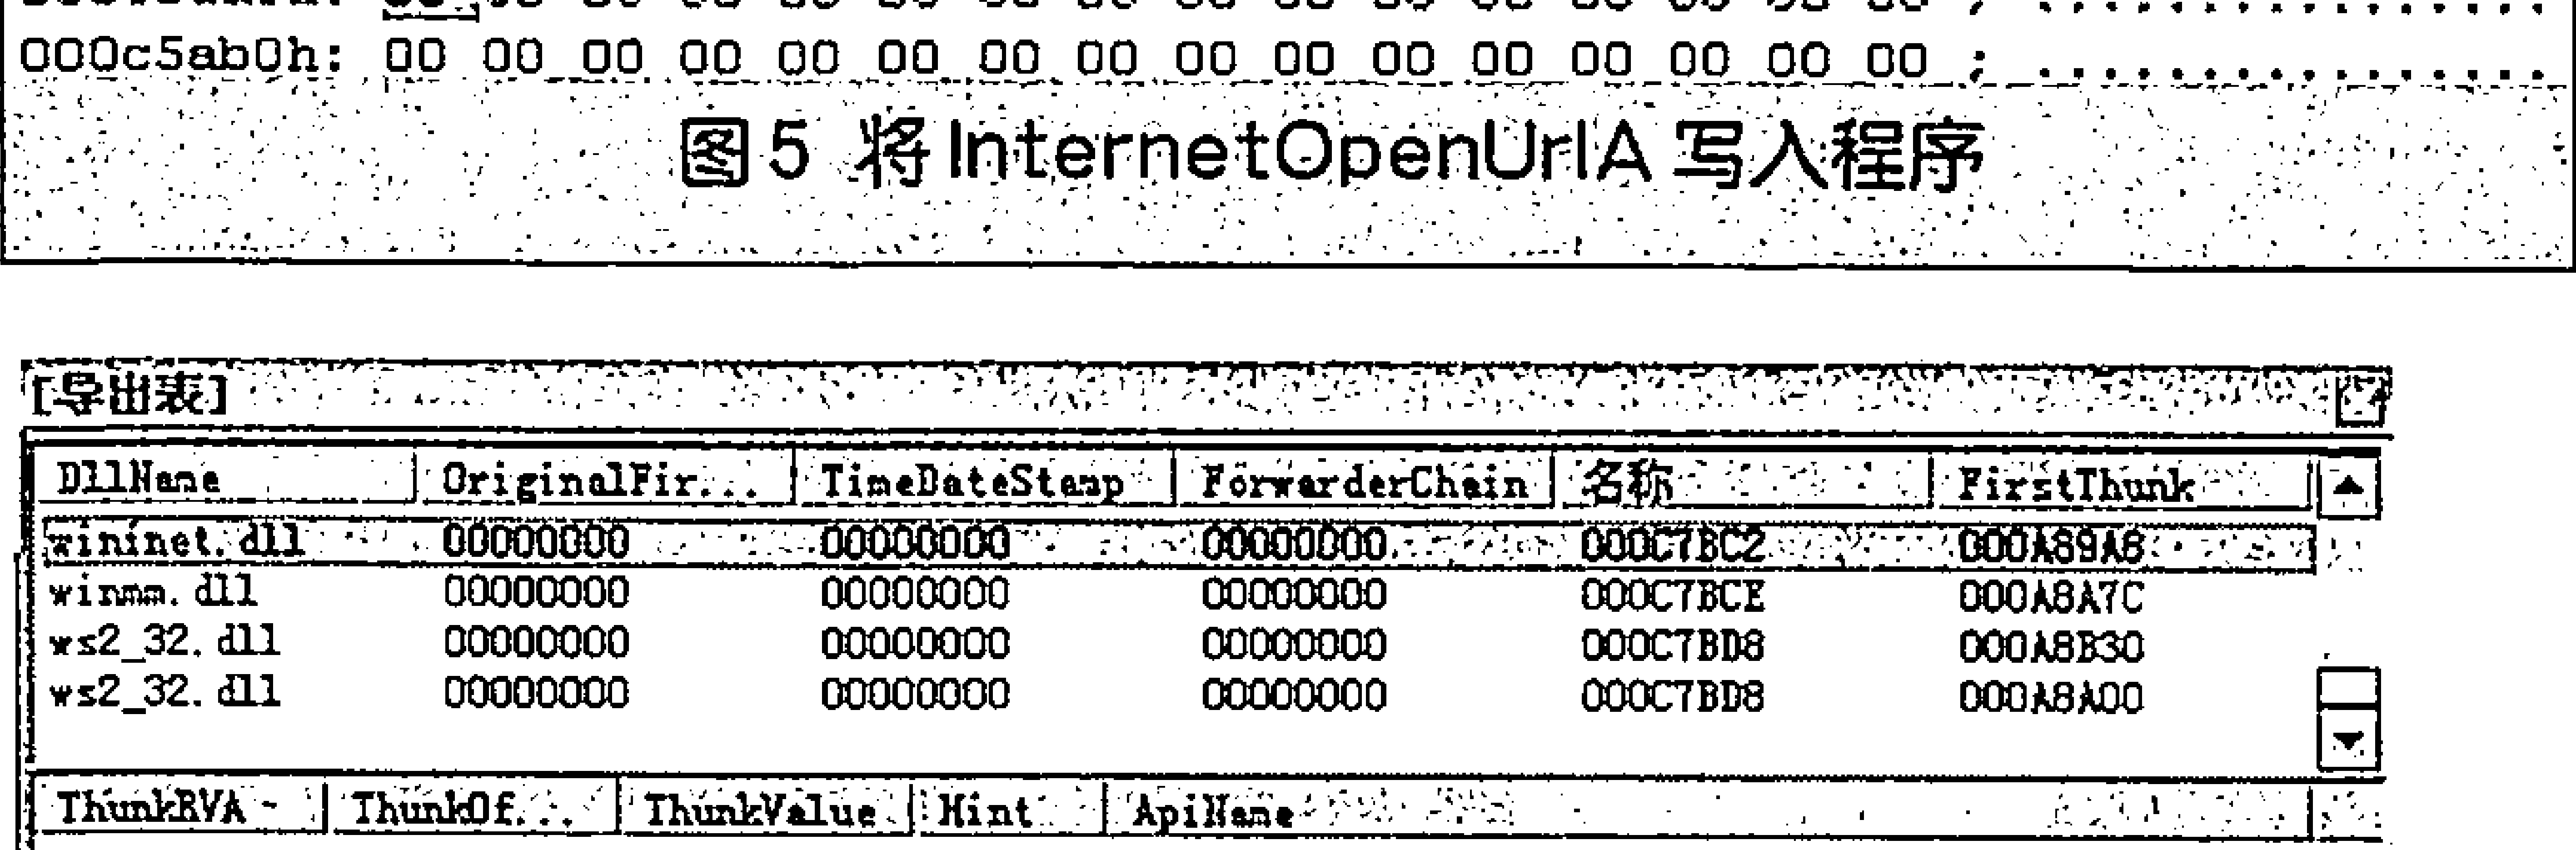 000c5ab0h: 00 00 00 00 00 00 00 00 00 00 00 00 00 00 00 00 ; ................
图5 将InternetOpenUrlA写入程序
[导出表]
DllName OriginalFir... TimeDateStamp ForwarderChain 名称 FirstThunk
wininet.dll 00000000 00000000 00000000 000C7BC2 000A89A8
winmm.dll 00000000 00000000 00000000 000C7BCE 000A8A7C
ws2_32.dll 00000000 00000000 00000000 000C7BD8 000A8B30
ws2_32.dll 00000000 00000000 00000000 000C7BD8 000A8A00
ThunkRVA ThunkOf... ThunkValue Hint ApiName